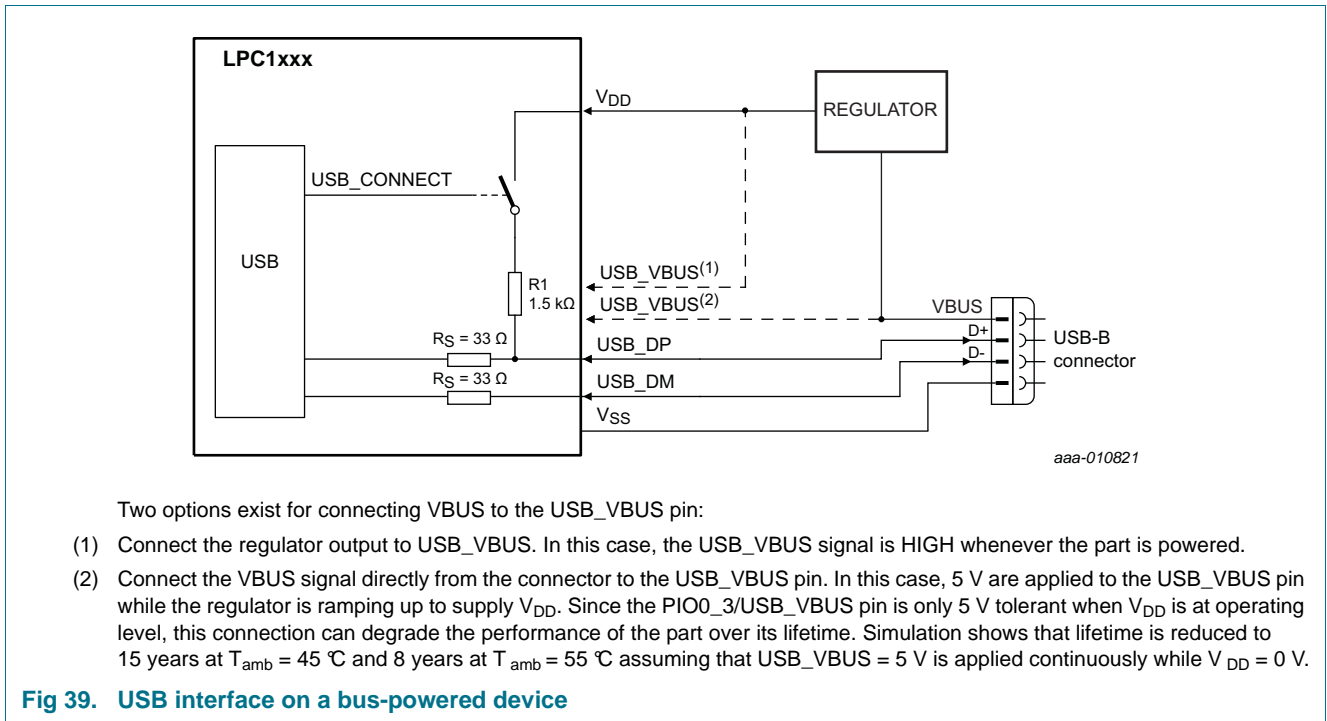 LPC1xxx
VDD
REGULATOR
USB_CONNECT
USB
R1
1.5 kΩ
USB_VBUS(1)
USB_VBUS(2)
VBUS
RS = 33 Ω
USB_DP
D+
USB-B
connector
D-
RS = 33 Ω
USB_DM
VSS
aaa-010821
Two options exist for connecting VBUS to the USB_VBUS pin:
(1) Connect the regulator output to USB_VBUS. In this case, the USB_VBUS signal is HIGH whenever the part is powered.
(2) Connect the VBUS signal directly from the connector to the USB_VBUS pin. In this case, 5 V are applied to the USB_VBUS pin
while the regulator is ramping up to supply VDD. Since the PIO0_3/USB_VBUS pin is only 5 V tolerant when VDD is at operating
level, this connection can degrade the performance of the part over its lifetime. Simulation shows that lifetime is reduced to
15 years at Tamb = 45 °C and 8 years at T amb = 55 °C assuming that USB_VBUS = 5 V is applied continuously while V DD = 0 V.
Fig 39. USB interface on a bus-powered device